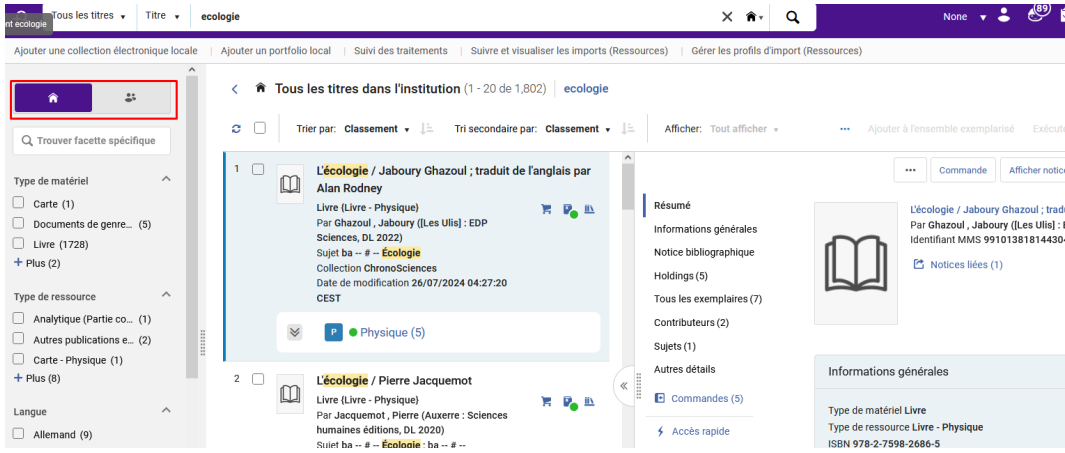 Tous les titres
Titre
ecologie
None
(89)
nt ecologie
Ajouter une collection électronique locale
Ajouter un portfolio local
Suivi des traitements
Suivre et visualiser les imports (Ressources)
Gérer les profils d'import (Ressources)
Trouver facette spécifique
Type de matériel
Carte (1)
Documents de genre... (5)
Livre (1728)
+ Plus (2)
Type de ressource
Analytique (Partie co... (1)
Autres publications e... (2)
Carte - Physique (1)
+ Plus (8)
Langue
Allemand (9)
Tous les titres dans l'institution (1 - 20 de 1,802) ecologie
Trier par: Classement
Tri secondaire par: Classement
Afficher: Tout afficher
Ajouter à l'ensemble exemplarisé
Exécute
1
L'écologie / Jaboury Ghazoul ; traduit de l'anglais par
Alan Rodney
Livre {Livre - Physique}
Par Ghazoul , Jaboury ([Les Ulis] : EDP
Sciences, DL 2022)
Sujet ba -- # -- Écologie
Collection ChronoSciences
Date de modification 26/07/2024 04:27:20
CEST
P Physique (5)
2
L'écologie / Pierre Jacquemot
Livre {Livre - Physique}
Par Jacquemot , Pierre (Auxerre : Sciences
humaines éditions, DL 2020)
Sujet ba -- # -- Écologie ; ba -- # --
Résumé
Informations générales
Notice bibliographique
Holdings (5)
Tous les exemplaires (7)
Contributeurs (2)
Sujets (1)
Autres détails
Commandes (5)
Accès rapide
Commande
Afficher notice
L'écologie / Jaboury Ghazoul ; tradu
Par Ghazoul , Jaboury ([Les Ulis] : E
Identifiant MMS 99101381814430
Notices liées (1)
Informations générales
Type de matériel Livre
Type de ressource Livre - Physique
ISBN 978-2-7598-2686-5